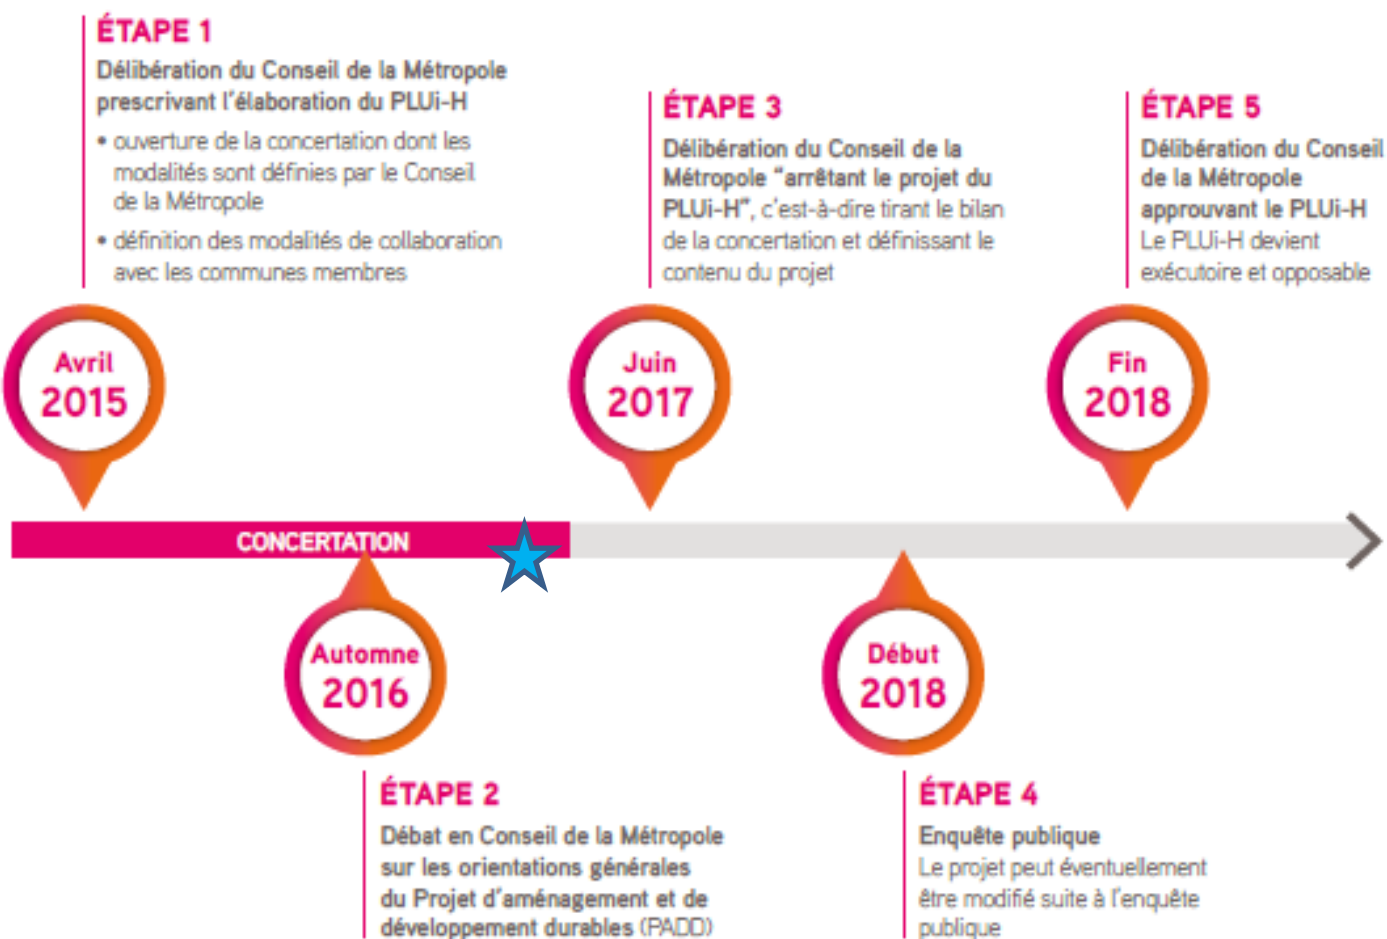 ÉTAPE 1
Délibération du Conseil de la Métropole
prescrivant l'élaboration du PLUi-H
• ouverture de la concertation dont les
modalités sont définies par le Conseil
de la Métropole
• définition des modalités de collaboration
avec les communes membres
ÉTAPE 3
Délibération du Conseil de la
Métropole "arrêtant le projet du
PLUi-H", c'est-à-dire tirant le bilan
de la concertation et définissant le
contenu du projet
ÉTAPE 5
Délibération du Conseil
de la Métropole
approuvant le PLUi-H
Le PLUi-H devient
exécutoire et opposable
Avril
2015
Juin
2017
Fin
2018
CONCERTATION
Automne
2016
Début
2018
ÉTAPE 2
Débat en Conseil de la Métropole
sur les orientations générales
du Projet d'aménagement et de
développement durables (PADD)
ÉTAPE 4
Enquête publique
Le projet peut éventuellement
être modifié suite à l'enquête
publique